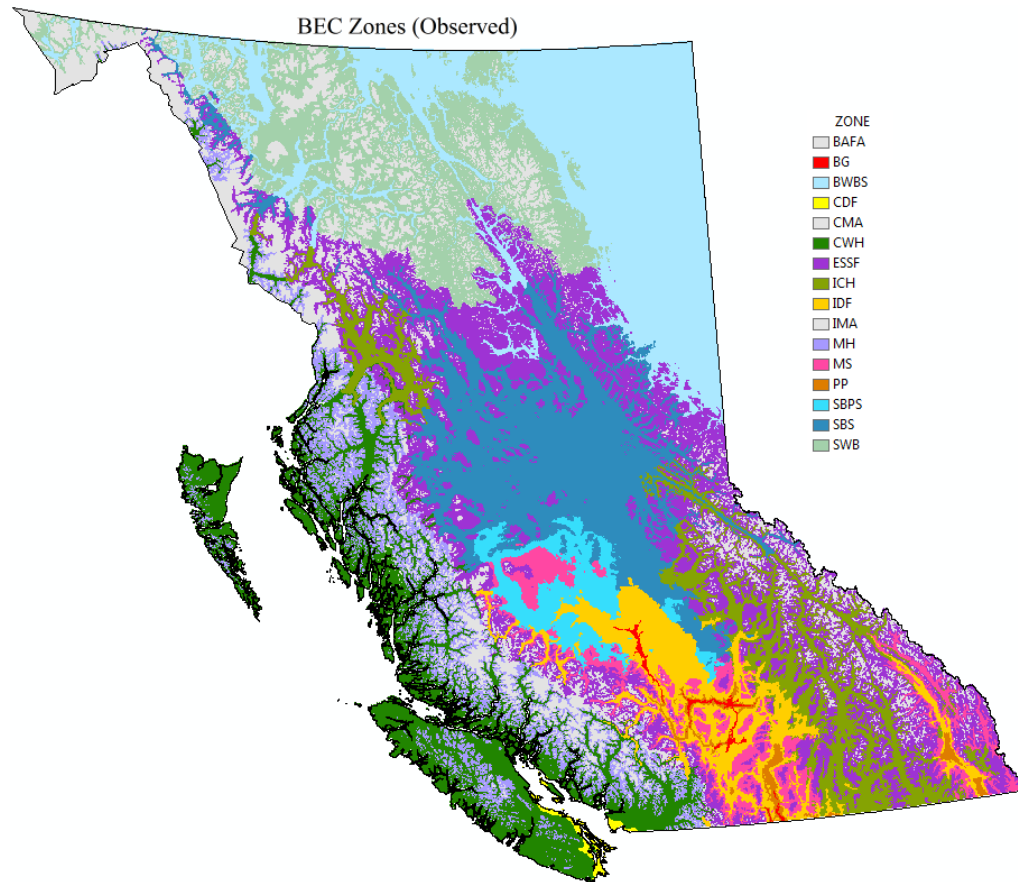 BEC Zones (Observed)
ZONE
BAFA
BG
BWBS
CDF
CMA
CWH
ESSF
ICH
IDF
IMA
MH
MS
PP
SBPS
SBS
SWB